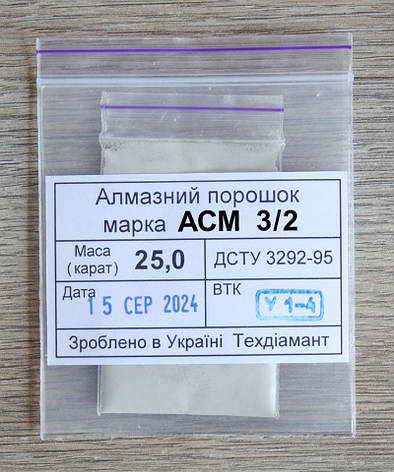 Алмазний порошок
марка АСМ 3/2
Маса (карат) 25,0 ДСТУ 3292-95
Дата 15 СЕР 2024 ВТК У 1-4
Зроблено в Україні Техдіамант